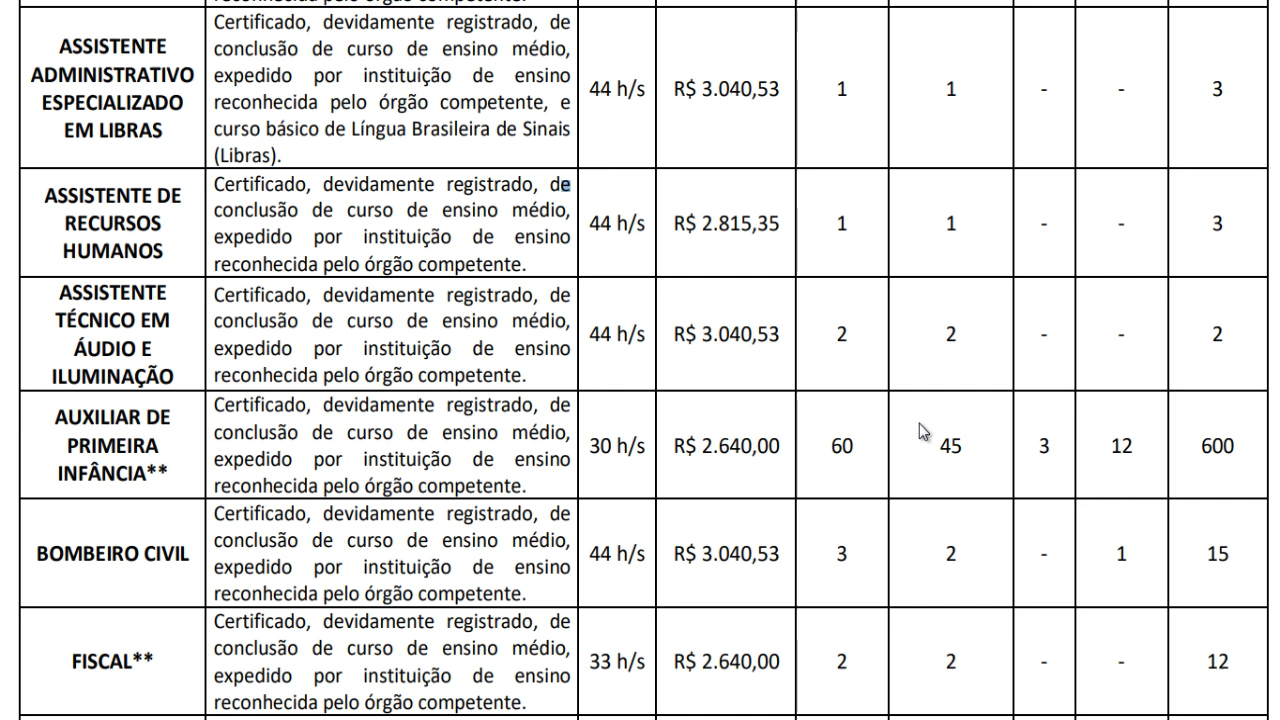 reconhecida pelo órgão competente.
ASSISTENTE
ADMINISTRATIVO
ESPECIALIZADO
EM LIBRAS
Certificado, devidamente registrado, de
conclusão de curso de ensino médio,
expedido por instituição de ensino
reconhecida pelo órgão competente, e
curso básico de Língua Brasileira de Sinais
(Libras).
44 h/s
R$ 3.040,53
1
1
-
-
3
ASSISTENTE DE
RECURSOS
HUMANOS
Certificado, devidamente registrado, de
conclusão de curso de ensino médio,
expedido por instituição de ensino
reconhecida pelo órgão competente.
44 h/s
R$ 2.815,35
1
1
-
-
3
ASSISTENTE
TÉCNICO EM
ÁUDIO E
ILUMINAÇÃO
Certificado, devidamente registrado, de
conclusão de curso de ensino médio,
expedido por instituição de ensino
reconhecida pelo órgão competente.
44 h/s
R$ 3.040,53
2
2
-
-
2
AUXILIAR DE
PRIMEIRA
INFÂNCIA**
Certificado, devidamente registrado, de
conclusão de curso de ensino médio,
expedido por instituição de ensino
reconhecida pelo órgão competente.
30 h/s
R$ 2.640,00
60
45
3
12
600
BOMBEIRO CIVIL
Certificado, devidamente registrado, de
conclusão de curso de ensino médio,
expedido por instituição de ensino
reconhecida pelo órgão competente.
44 h/s
R$ 3.040,53
3
2
-
1
15
FISCAL**
Certificado, devidamente registrado, de
conclusão de curso de ensino médio,
expedido por instituição de ensino
reconhecida pelo órgão competente.
33 h/s
R$ 2.640,00
2
2
-
-
12